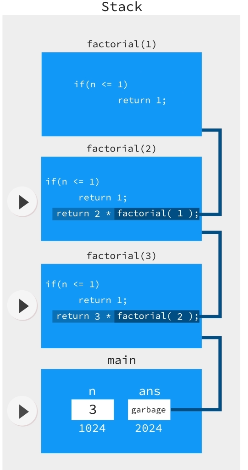 Stack
factorial(1)
if(n <= 1)
return 1;
factorial(2)
if(n <= 1)
return 1;
return 2 * factorial( 1 );
factorial(3)
if(n <= 1)
return 1;
return 3 * factorial( 2 );
main
n ans
3 garbage
1024 2024